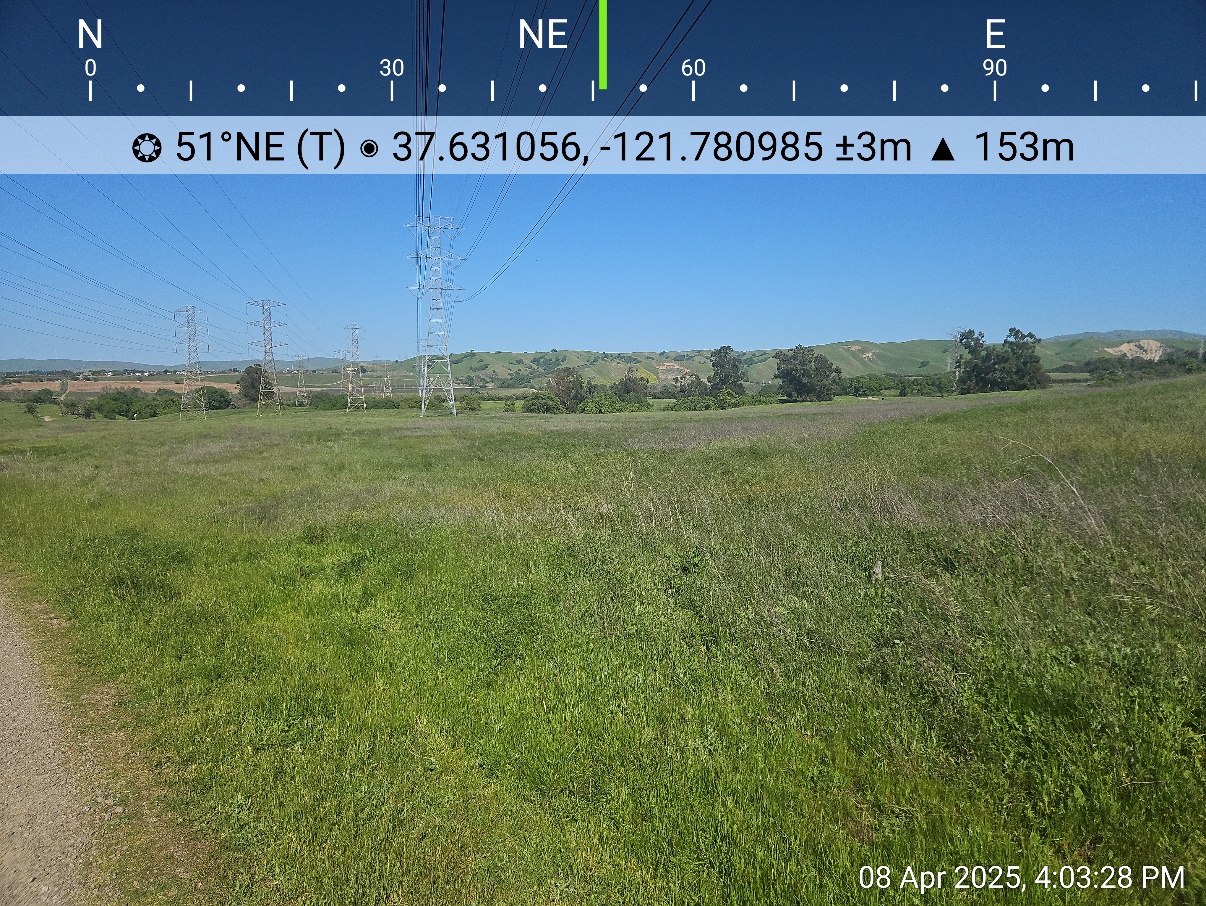 N NE E
0 30 60 90
51°NE (T) ◉ 37.631056, -121.780985 ±3m ▲ 153m
08 Apr 2025, 4:03:28 PM